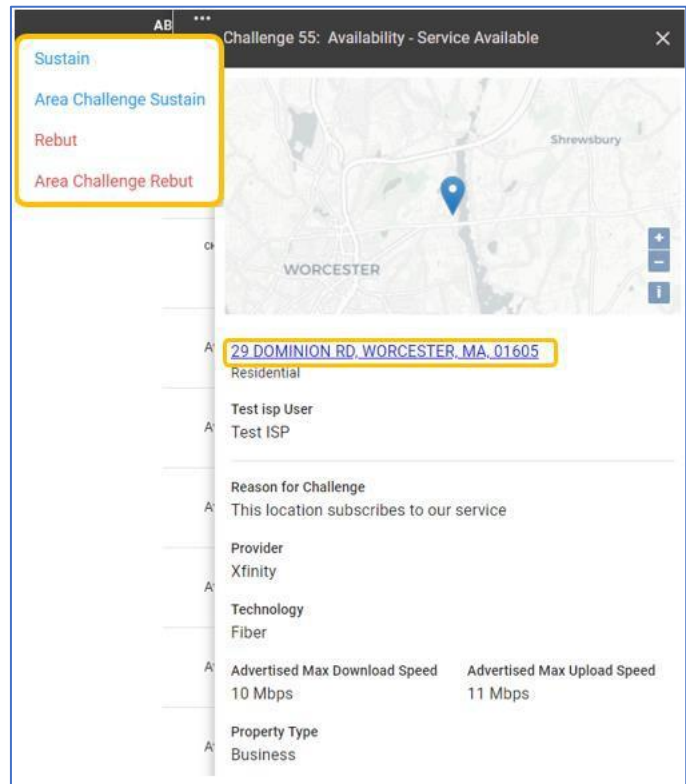 AB ...
Challenge 55: Availability - Service Available
Sustain
Area Challenge Sustain
Rebut
Area Challenge Rebut
Shrewsbury
WORCESTER
+
−
i
29 DOMINION RD, WORCESTER, MA, 01605
Residential
Test isp User
Test ISP
Reason for Challenge
This location subscribes to our service
Provider
Xfinity
Technology
Fiber
Advertised Max Download Speed Advertised Max Upload Speed
10 Mbps 11 Mbps
Property Type
Business